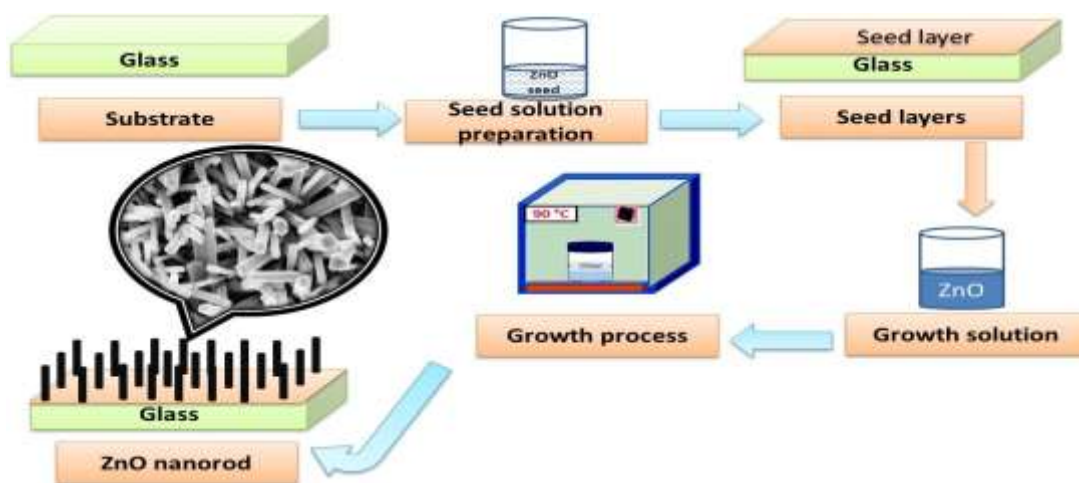 Glass
Substrate
ZnO
seed
Seed solution
preparation
Seed layer
Glass
Seed layers
90 °C
Growth process
ZnO
Growth solution
Glass
ZnO nanorod